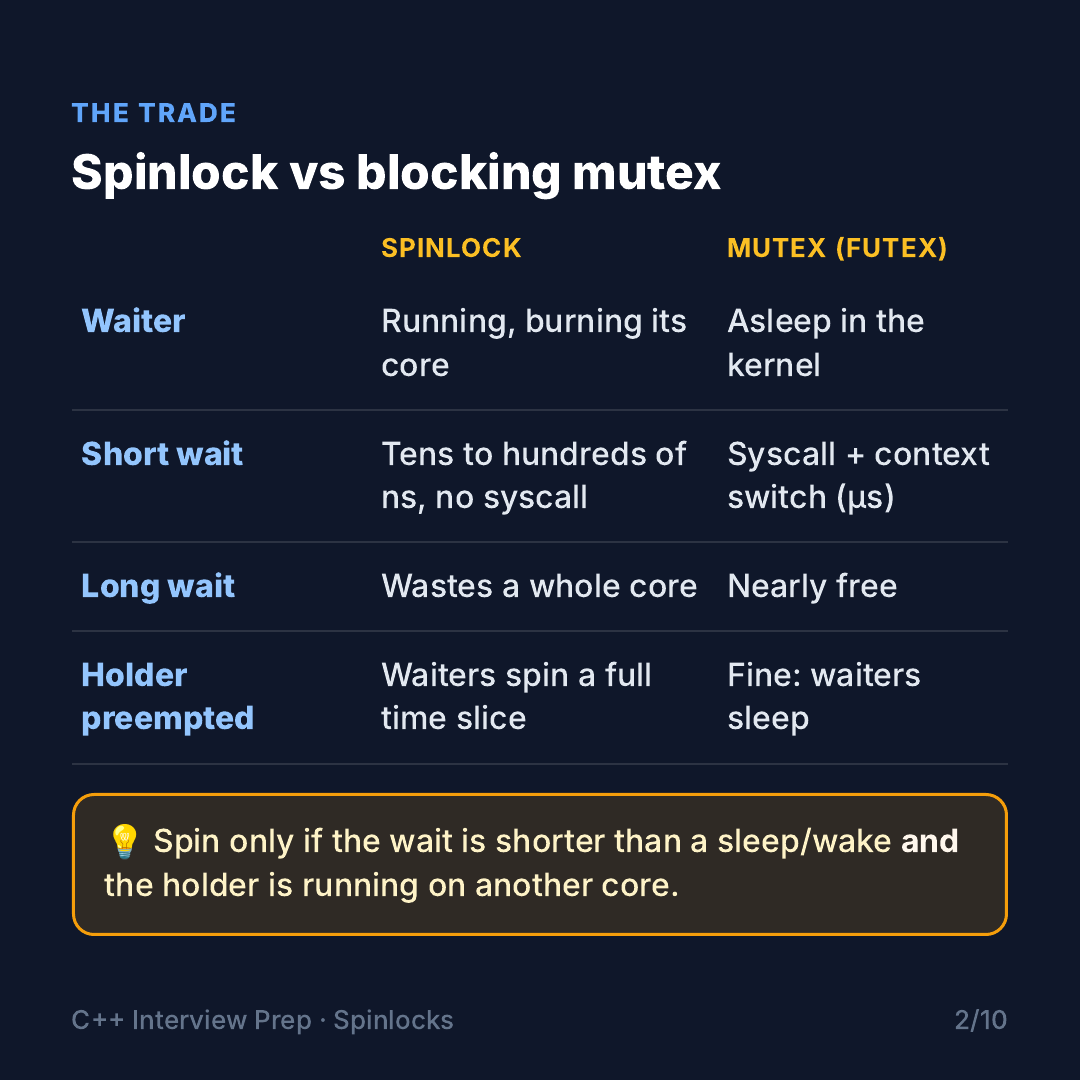 THE TRADE
Spinlock vs blocking mutex
SPINLOCK MUTEX (FUTEX)
Waiter Running, burning its Asleep in the
core kernel
Short wait Tens to hundreds of Syscall + context
ns, no syscall switch (µs)
Long wait Wastes a whole core Nearly free
Holder Waiters spin a full Fine: waiters
preempted time slice sleep
💡 Spin only if the wait is shorter than a sleep/wake and
the holder is running on another core.
C++ Interview Prep · Spinlocks 2/10